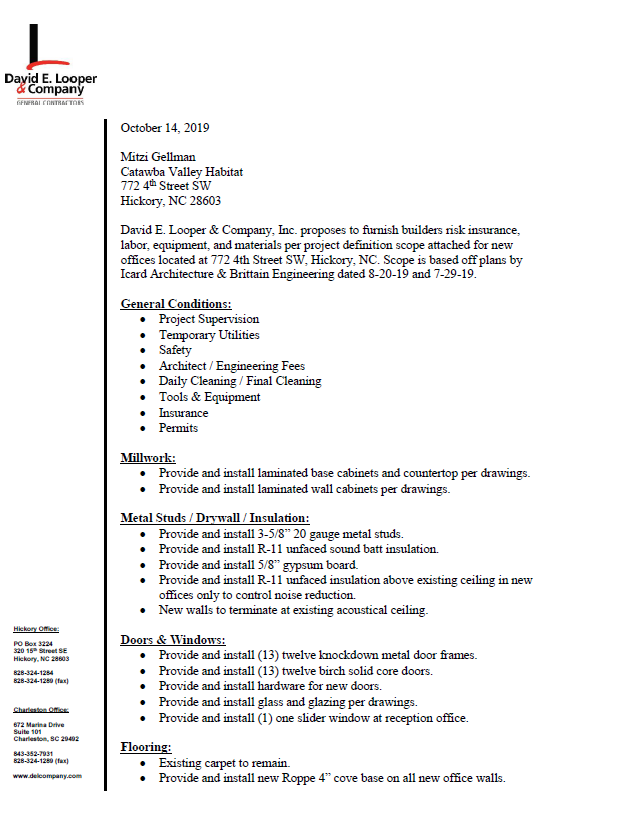 David E. Looper
& Company
GENERAL CONTRACTORS
October 14, 2019
Mitzi Gellman
Catawba Valley Habitat
772 4th Street SW
Hickory, NC 28603
David E. Looper & Company, Inc. proposes to furnish builders risk insurance,
labor, equipment, and materials per project definition scope attached for new
offices located at 772 4th Street SW, Hickory, NC. Scope is based off plans by
Icard Architecture & Brittain Engineering dated 8-20-19 and 7-29-19.
General Conditions:
• Project Supervision
• Temporary Utilities
• Safety
• Architect / Engineering Fees
• Daily Cleaning / Final Cleaning
• Tools & Equipment
• Insurance
• Permits
Millwork:
• Provide and install laminated base cabinets and countertop per drawings.
• Provide and install laminated wall cabinets per drawings.
Metal Studs / Drywall / Insulation:
• Provide and install 3-5/8” 20 gauge metal studs.
• Provide and install R-11 unfaced sound batt insulation.
• Provide and install 5/8” gypsum board.
• Provide and install R-11 unfaced insulation above existing ceiling in new
offices only to control noise reduction.
• New walls to terminate at existing acoustical ceiling.
Doors & Windows:
• Provide and install (13) twelve knockdown metal door frames.
• Provide and install (13) twelve birch solid core doors.
• Provide and install hardware for new doors.
• Provide and install glass and glazing per drawings.
• Provide and install (1) one slider window at reception office.
Flooring:
• Existing carpet to remain.
• Provide and install new Roppe 4” cove base on all new office walls.
Hickory Office:
PO Box 3224
320 15th Street SE
Hickory, NC 28603
828-324-1284
828-324-1289 (fax)
Charleston Office:
672 Marina Drive
Suite 101
Charleston, SC 29492
843-352-7931
828-324-1289 (fax)
www.delcompany.com